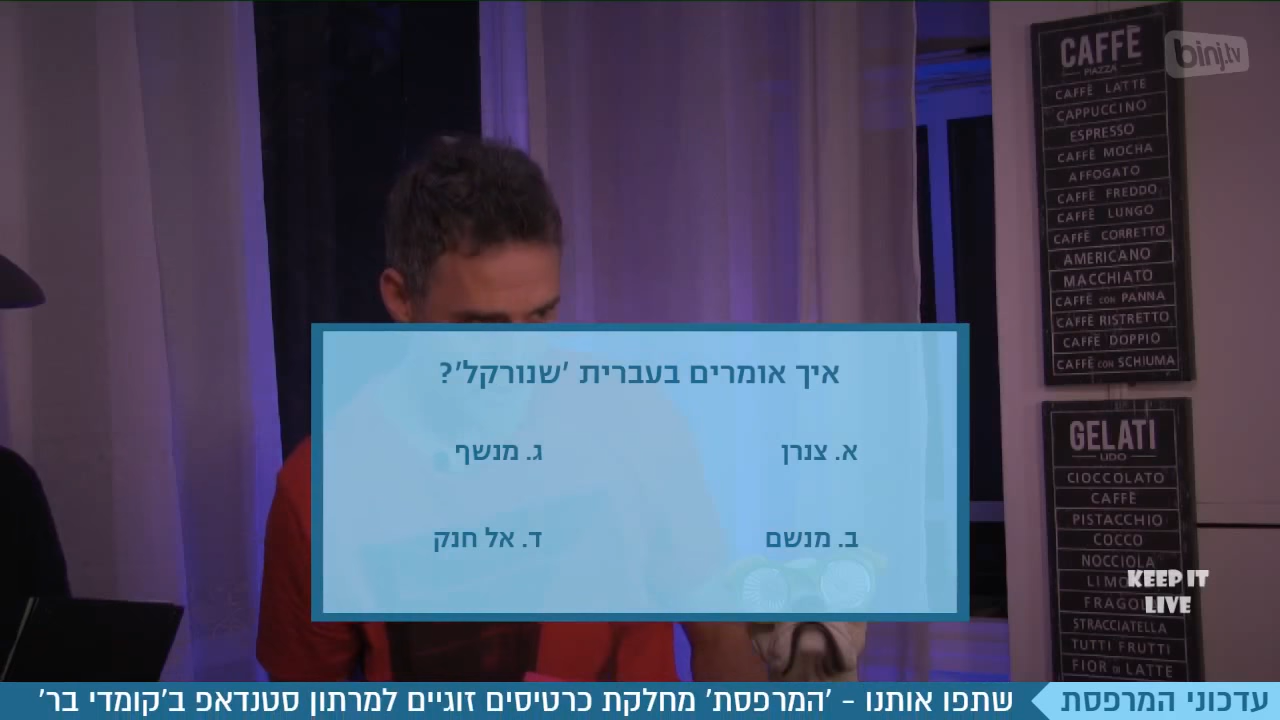 CAFFÈ
PIAZZA
CAFFÈ LATTE
CAPPUCCINO
ESPRESSO
CAFFÈ MOCHA
AFFOGATO
CAFFÈ FREDDO
CAFFÈ LUNGO
CAFFÈ CORRETTO
AMERICANO
MACCHIATO
CAFFÈ CON PANNA
CAFFÈ RISTRETTO
CAFFÈ DOPPIO
CAFFÈ CON SCHIUMA
binj.tv
איך אומרים בעברית 'שנורקל'?
א. צנרן
ב. מנשם
ג. מנשף
ד. אל חנק
GELATI
LIDO
CIOCCOLATO
CAFFÈ
PISTACCHIO
COCCO
NOCCIOLA
STRACCIATELLA
TUTTI FRUTTI
FIOR DI LATTE
KEEP IT
LIVE
עדכוני המרפסת
שתפו אותנו - 'המרפסת' מחלקת כרטיסים זוגיים למרתון סטנדאפ ב'קומדי בר'